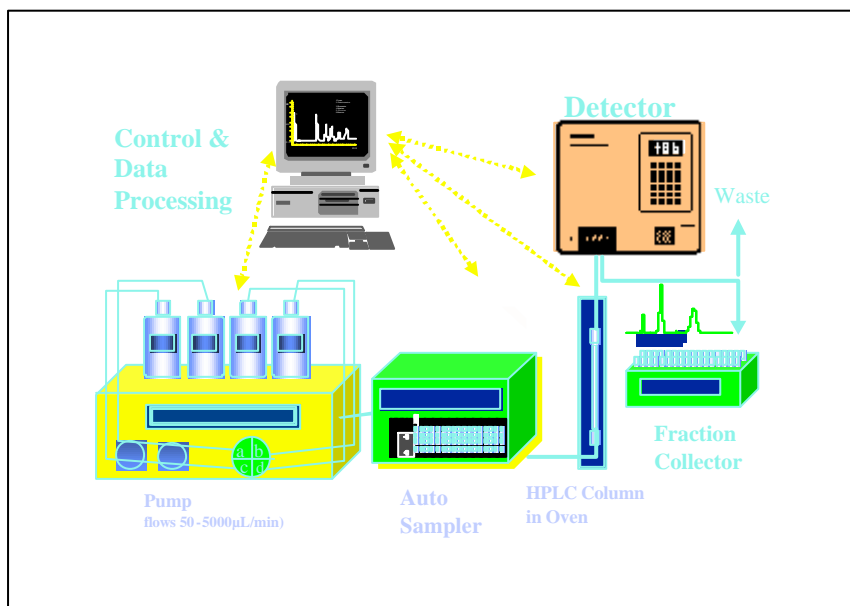 Control &
Data
Processing
Detector
Waste
a b
c d
Pump
flows 50-5000µL/min)
Auto
Sampler
HPLC Column
in Oven
Fraction
Collector